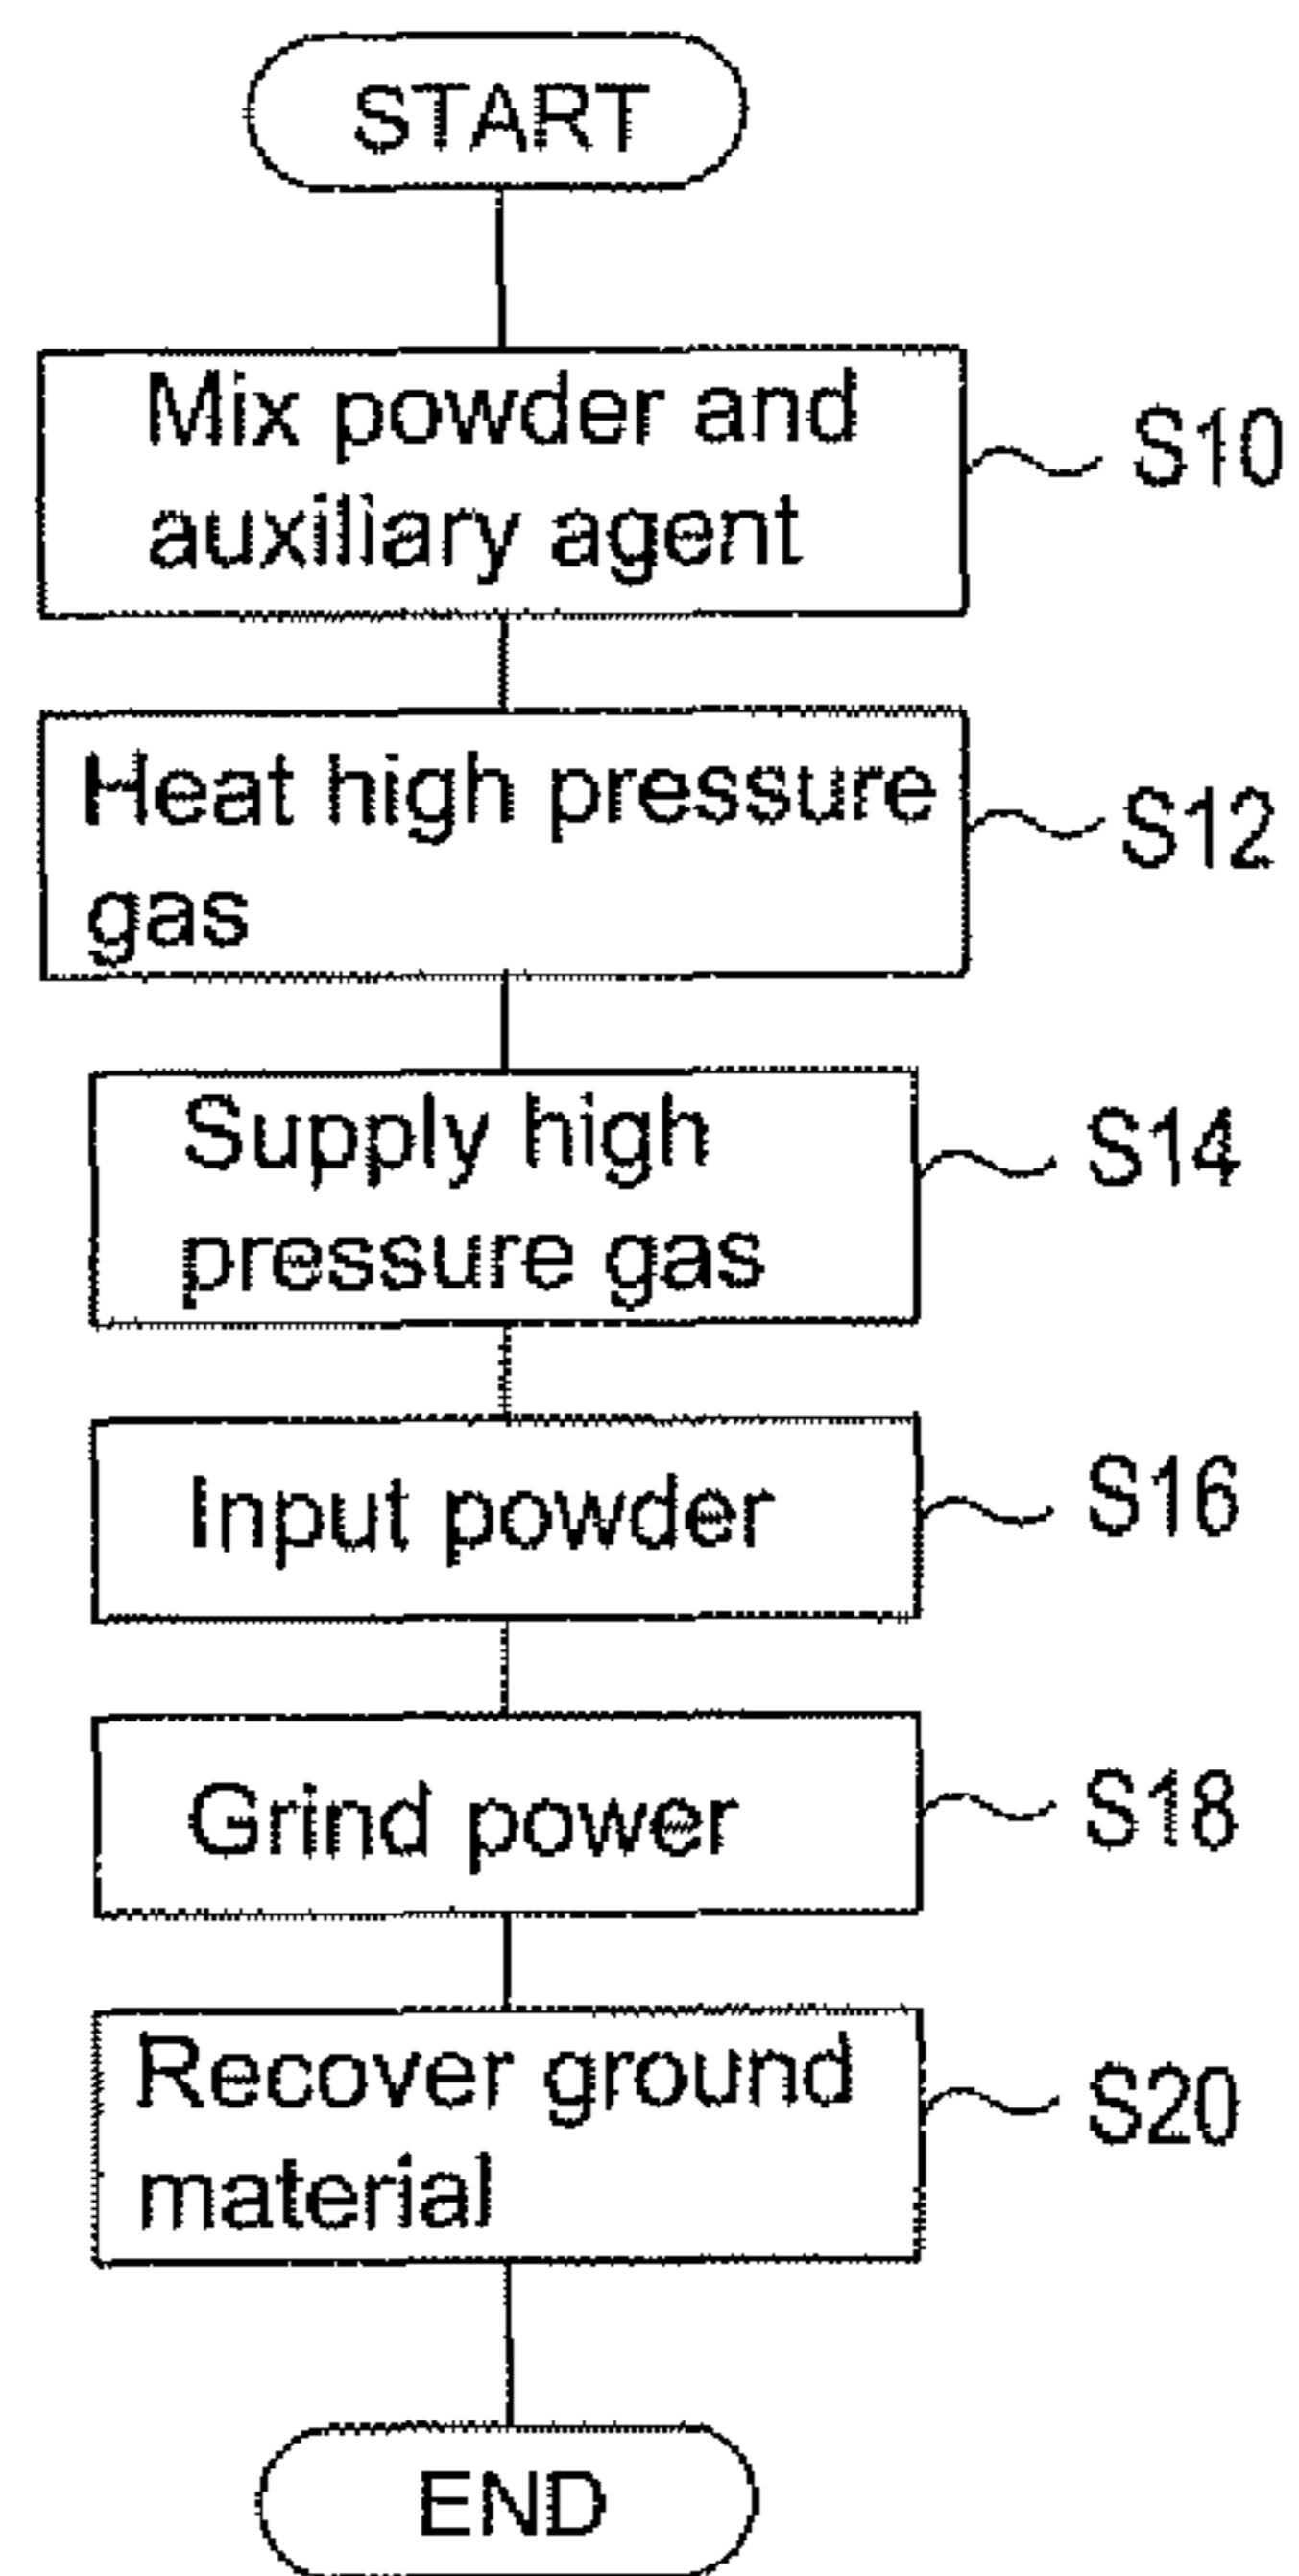 START
Mix powder and
auxiliary agent
S10
Heat high pressure
gas
S12
Supply high
pressure gas
S14
Input powder
S16
Grind power
S18
Recover ground
material
S20
END